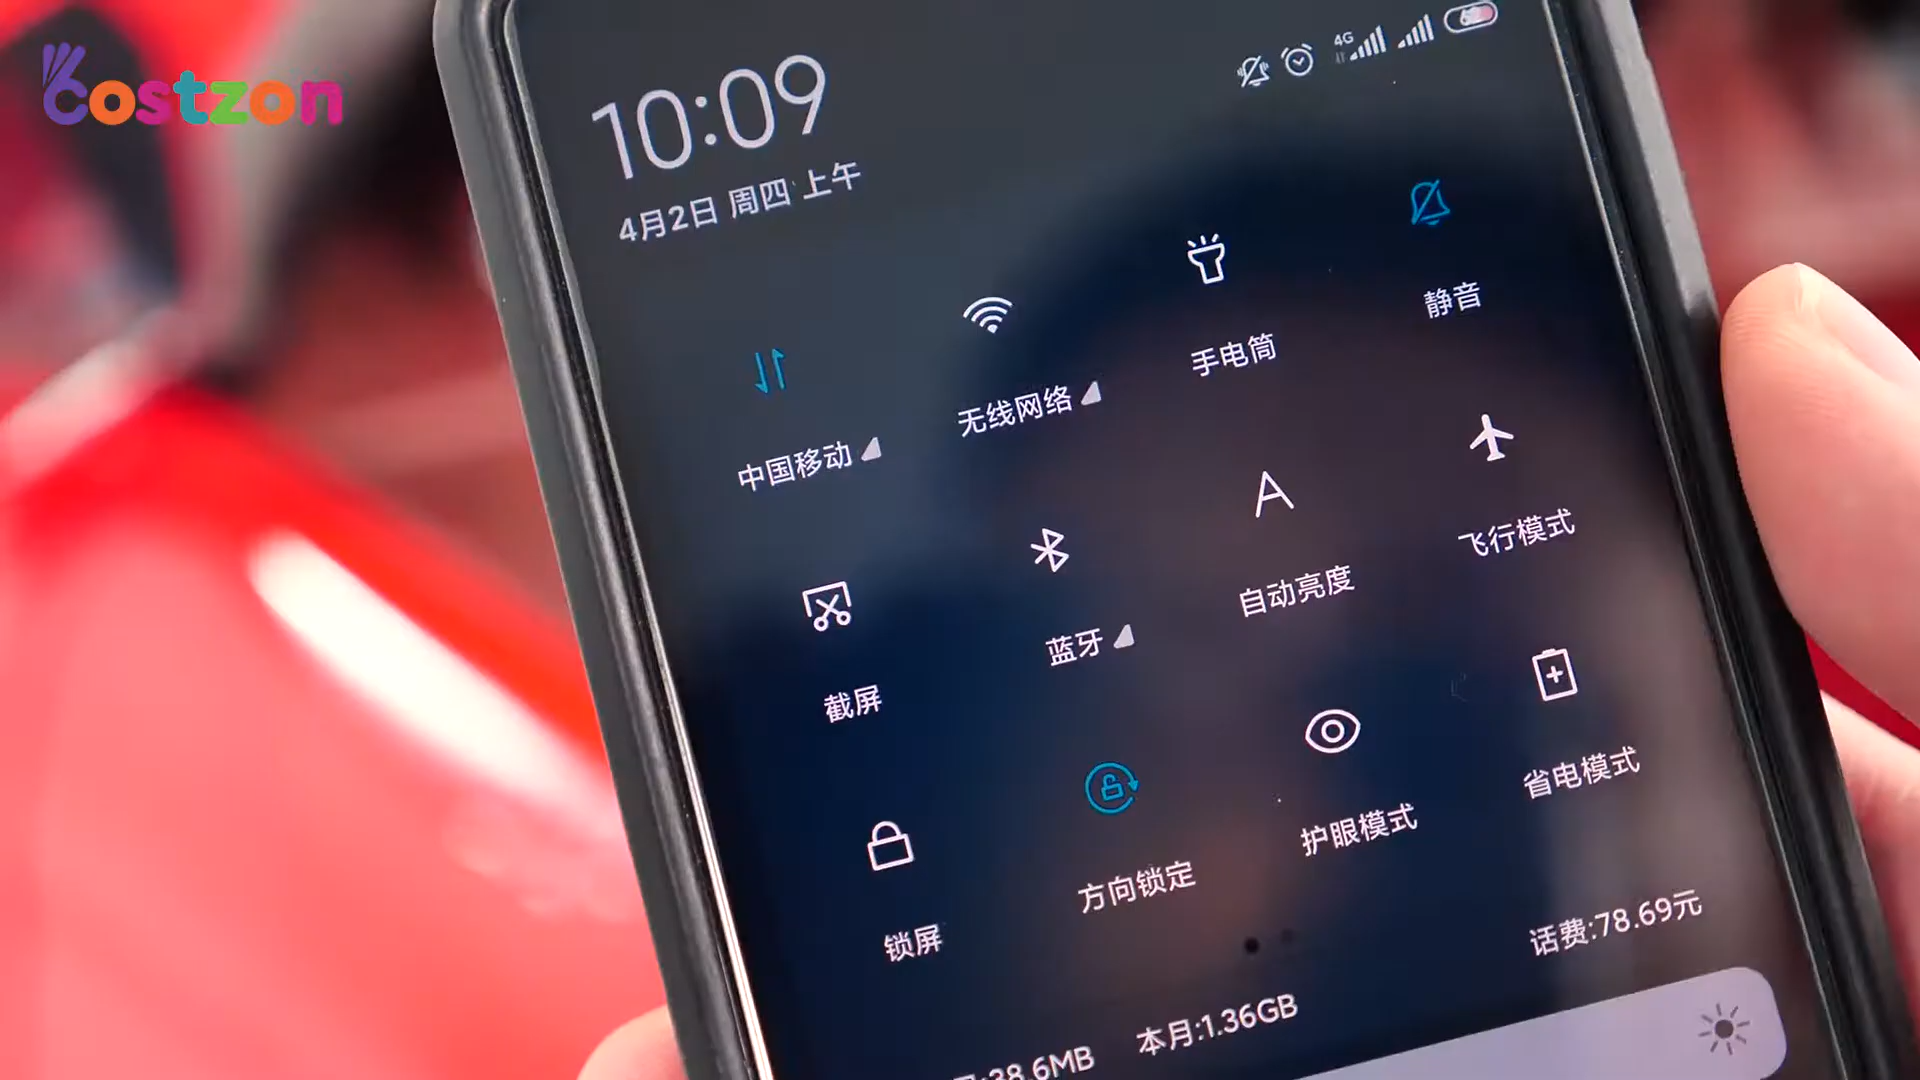 costzon
10:09
4G
4月2日 周四 上午
中国移动
无线网络
手电筒
静音
截屏
蓝牙
自动亮度
飞行模式
锁屏
方向锁定
护眼模式
省电模式
话费:78.69元
38.6MB
本月:1.36GB